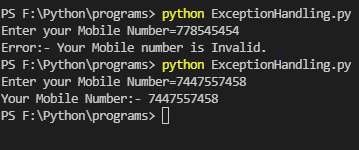 PS F:\Python\programs> python ExceptionHandling.py
Enter your Mobile Number=778545454
Error:- Your Mobile number is Invalid.
PS F:\Python\programs> python ExceptionHandling.py
Enter your Mobile Number=7447557458
Your Mobile Number:- 7447557458
PS F:\Python\programs>